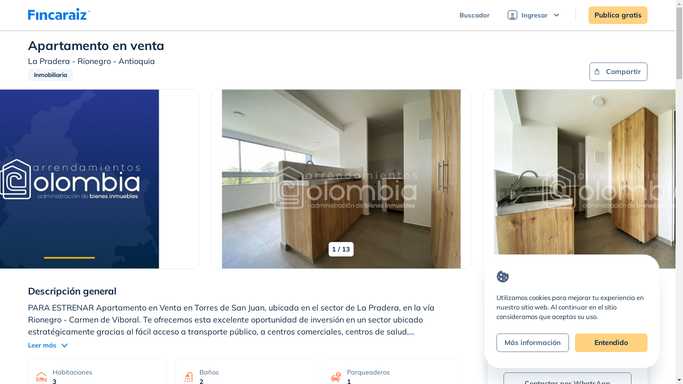 Fincaraiz
Buscador
Ingresar
Publica gratis
Apartamento en venta
La Pradera - Rionegro - Antioquia
Inmobiliaria
Compartir
arrendamientos
Colombia
administración de bienes inmuebles
arrendamientos
Colombia
administración de bienes inmuebles
arrendamientos
Colombia
administración de bienes inmuebles
1 / 13
Descripción general
PARA ESTRENAR Apartamento en Venta en Torres de San Juan, ubicada en el sector de La Pradera, en la vía
Rionegro - Carmen de Viboral. Te ofrecemos esta excelente oportunidad de inversión en un sector ubicado
estratégicamente gracias al fácil acceso a transporte público, a centros comerciales, centros de salud,...
Leer más
Habitaciones
3
Baños
2
Parqueaderos
1
Utilizamos cookies para mejorar tu experiencia en
nuestro sitio web. Al continuar en el sitio
consideramos que aceptas su uso.
Más información
Entendido
Contactar por WhatsApp